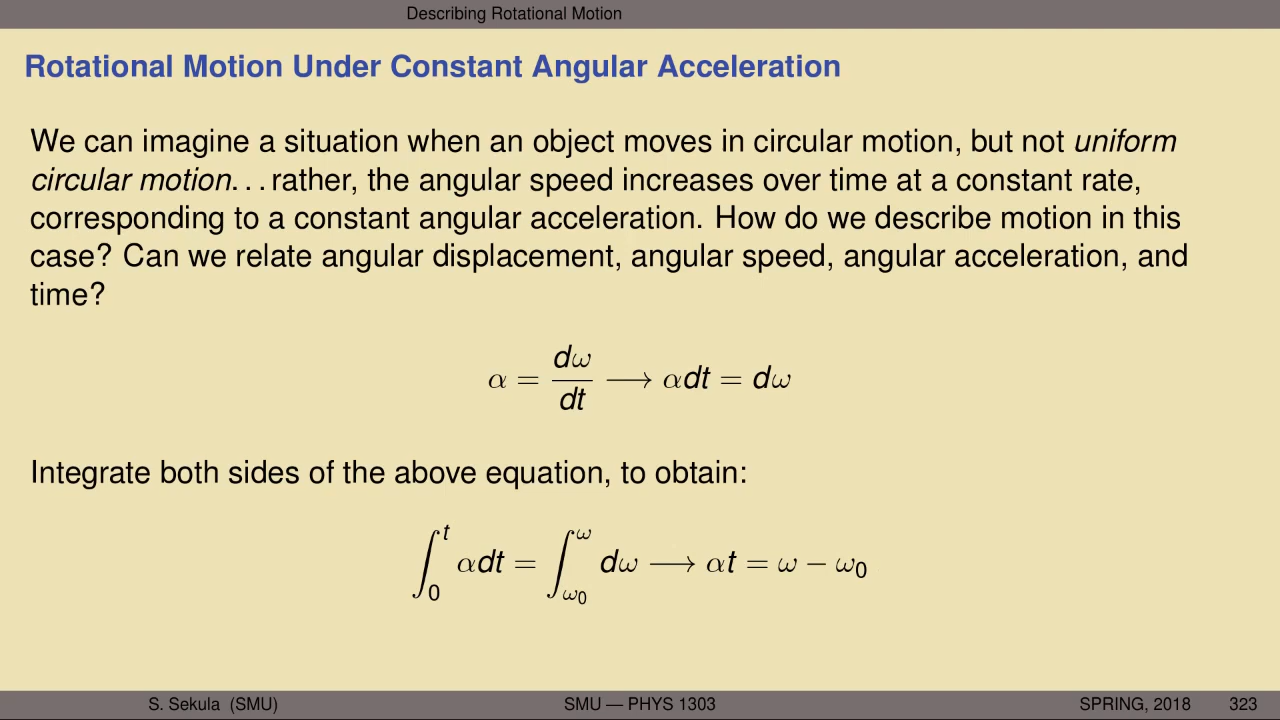 Describing Rotational Motion
Rotational Motion Under Constant Angular Acceleration
We can imagine a situation when an object moves in circular motion, but not uniform
circular motion. . . rather, the angular speed increases over time at a constant rate,
corresponding to a constant angular acceleration. How do we describe motion in this
case? Can we relate angular displacement, angular speed, angular acceleration, and
time?
α = dω/dt ⟶ αdt = dω
Integrate both sides of the above equation, to obtain:
∫₀ᵗ αdt = ∫_{ω₀}^{ω} dω ⟶ αt = ω − ω₀
S. Sekula (SMU) SMU — PHYS 1303 SPRING, 2018 323